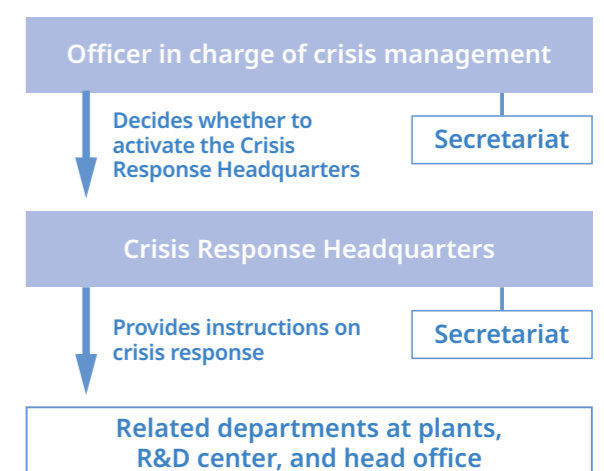 Officer in charge of crisis management
Decides whether to
activate the Crisis
Response Headquarters
Secretariat
Crisis Response Headquarters
Provides instructions on
crisis response
Secretariat
Related departments at plants,
R&D center, and head office